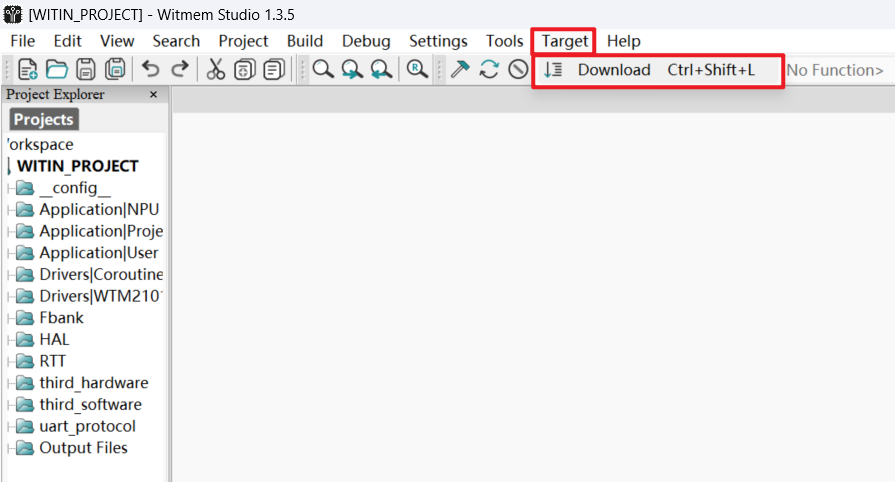 [WITIN_PROJECT] - Witmem Studio 1.3.5
File Edit View Search Project Build Debug Settings Tools Target Help
Download Ctrl+Shift+L
No Function>
Project Explorer ×
Projects
'orkspace
WITIN_PROJECT
__config__
Application|NPU
Application|Proje
Application|User
Drivers|Coroutine
Drivers|WTM210
Fbank
HAL
RTT
third_hardware
third_software
uart_protocol
Output Files